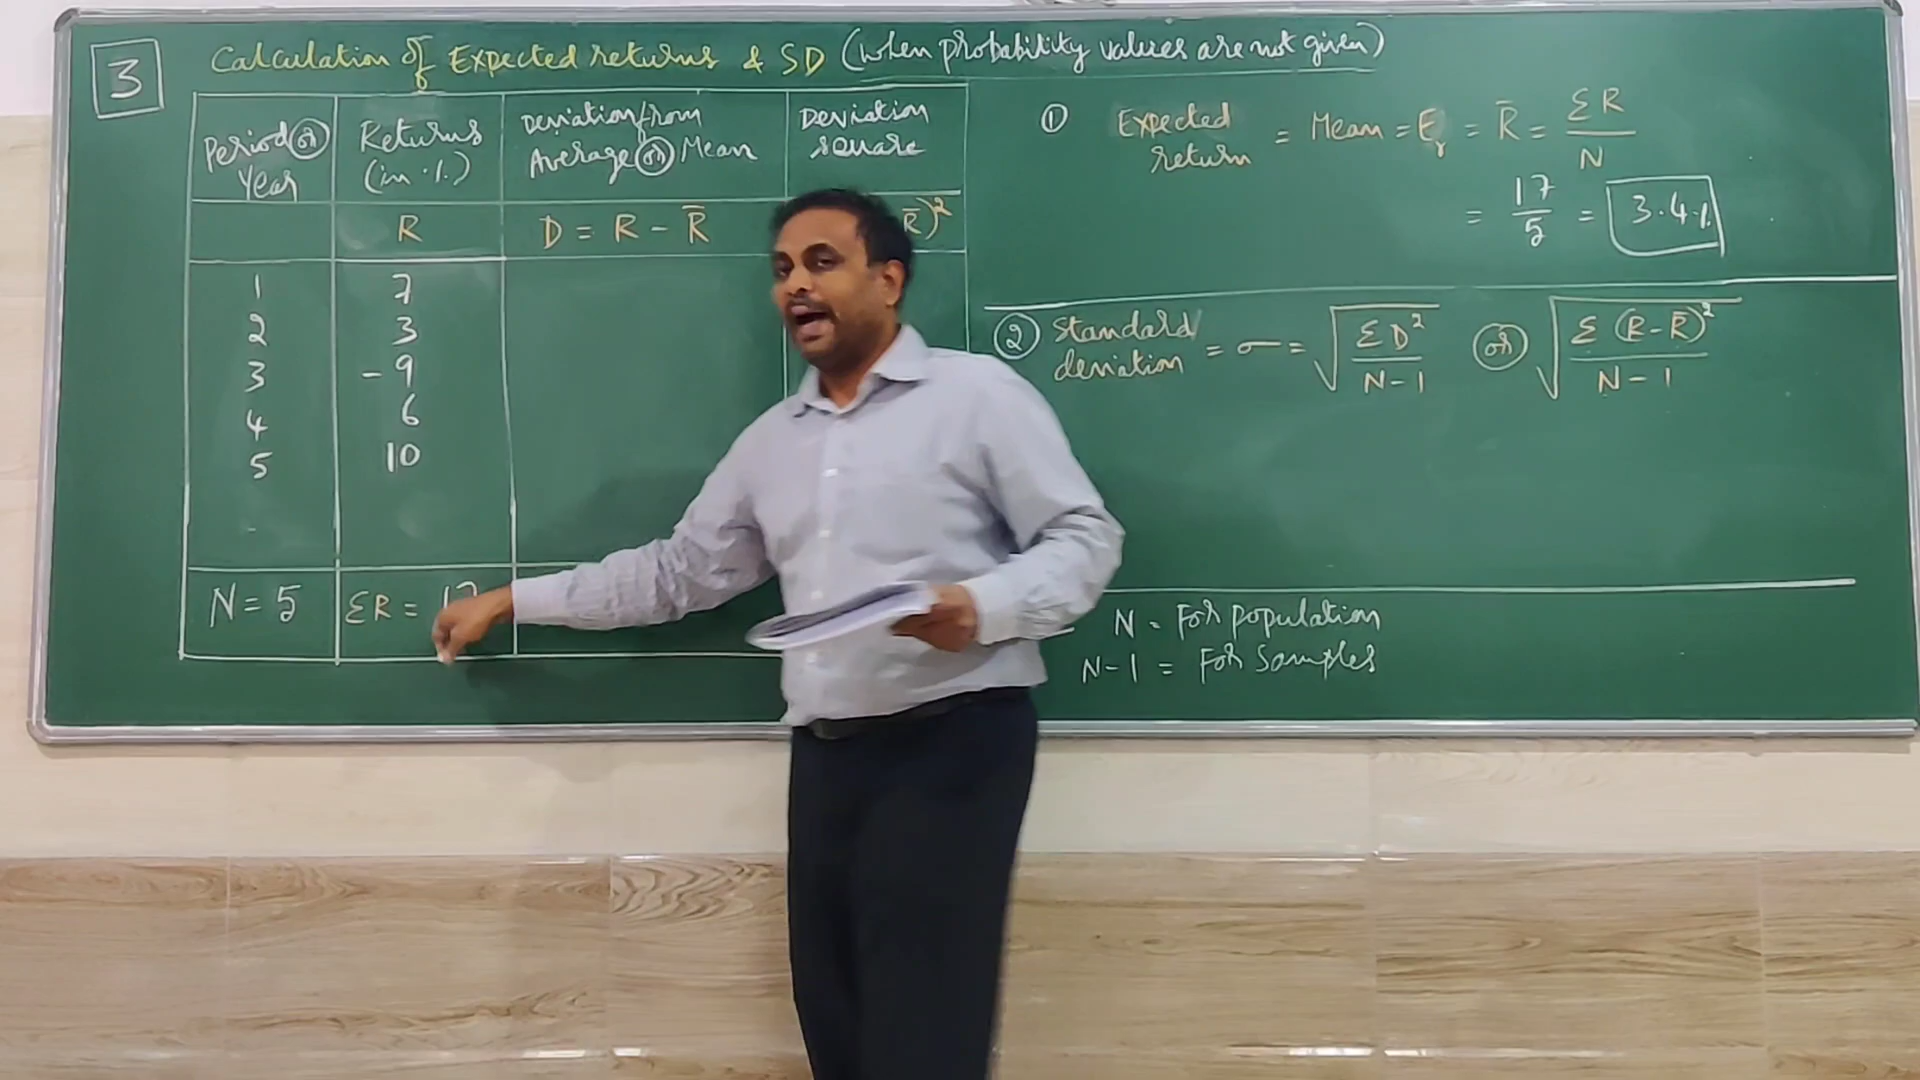 3
Calculation of Expected returns & SD (when probability values are not given)
Period or Year
Returns (in %)
Deviation from Average or Mean
Deviation square
R
D = R - R̄
R̄)²
1 7
2 3
3 -9
4 6
5 10
N = 5
ΣR = 17
① Expected return = Mean = Er = R̄ = ΣR / N
= 17/5 = 3.4%
② Standard deviation = σ = √(ΣD² / N-1) or √(Σ(R-R̄)² / N-1)
N = For population
N-1 = For Samples